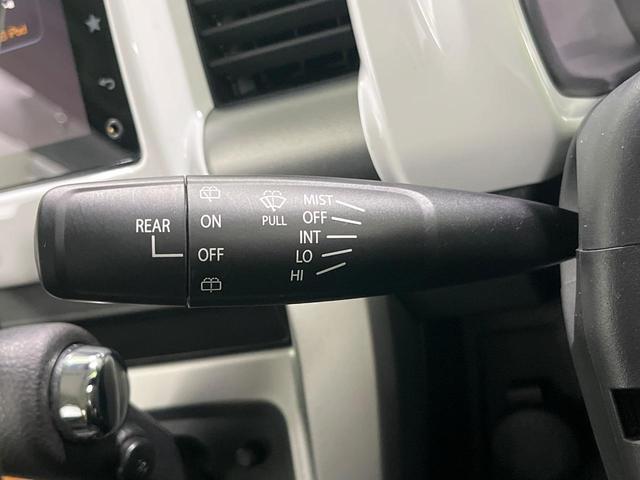 REAR
ON
OFF
PULL
MIST
OFF
INT
LO
HI